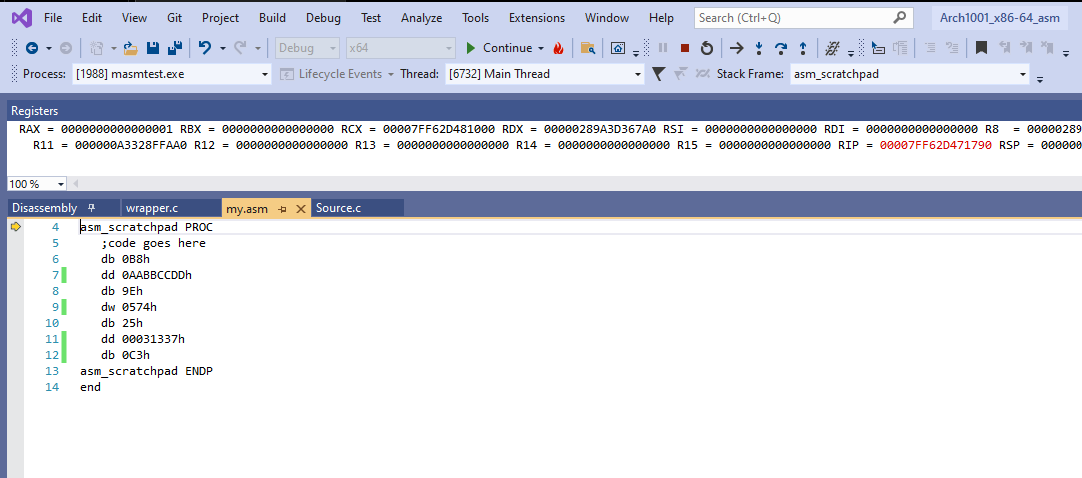 File Edit View Git Project Build Debug Test Analyze Tools Extensions Window Help Search (Ctrl+Q) Arch1001_x86-64_asm
Debug x64 Continue
Process: [1988] masmtest.exe Lifecycle Events Thread: [6732] Main Thread Stack Frame: asm_scratchpad
Registers
RAX = 0000000000000001 RBX = 0000000000000000 RCX = 00007FF62D481000 RDX = 00000289A3D367A0 RSI = 0000000000000000 RDI = 0000000000000000 R8 = 00000289
R11 = 000000A3328FFAA0 R12 = 0000000000000000 R13 = 0000000000000000 R14 = 0000000000000000 R15 = 0000000000000000 RIP = 00007FF62D471790 RSP = 000000
100 %
Disassembly wrapper.c my.asm Source.c
4 asm_scratchpad PROC
5 ;code goes here
6 db 0B8h
7 dd 0AABBCCDDh
8 db 9Eh
9 dw 0574h
10 db 25h
11 dd 00031337h
12 db 0C3h
13 asm_scratchpad ENDP
14 end